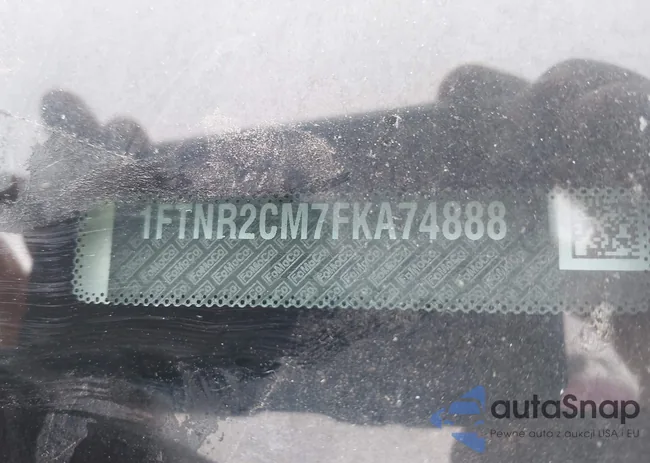 1FTNR2CM7FKA74888
autaSnap
Pewne auta z aukcji USA i EU